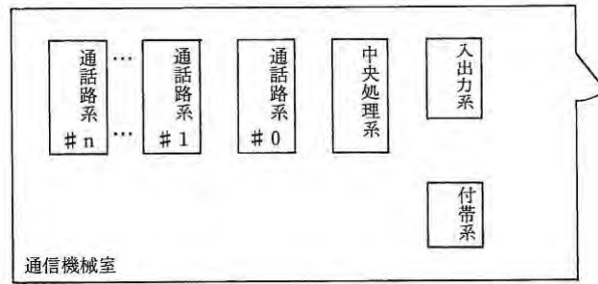 通話路系
#n
…
…
通話路系
#1
通話路系
#0
中央処理系
入出力系
付帯系
通信機械室